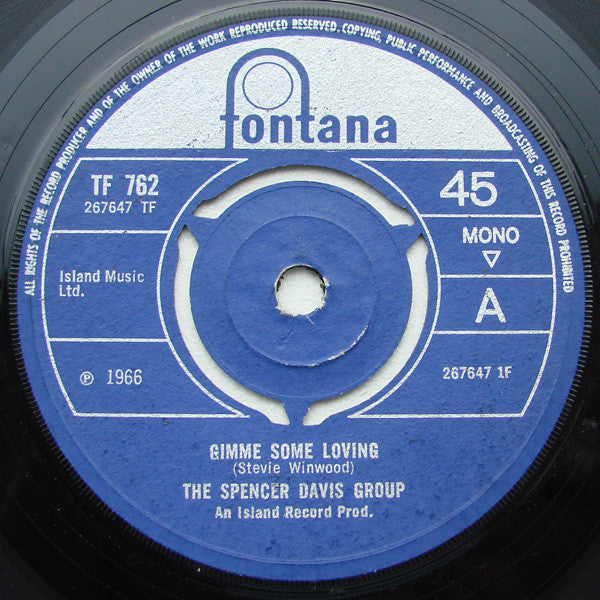 ALL RIGHTS OF THE RECORD PRODUCER AND OF THE OWNER OF THE WORK REPRODUCED RESERVED. COPYING, PUBLIC PERFORMANCE AND BROADCASTING OF THIS RECORD PROHIBITED
fontana
TF 762
267647 TF
45
MONO
A
Island Music
Ltd.
℗ 1966
267647 1F
GIMME SOME LOVING
(Stevie Winwood)
THE SPENCER DAVIS GROUP
An Island Record Prod.